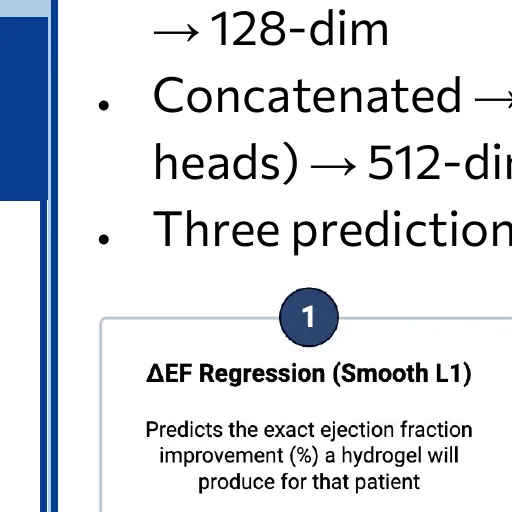 → 128-dim
• Concatenated →
heads) → 512-dim
• Three prediction
1
ΔEF Regression (Smooth L1)
Predicts the exact ejection fraction
improvement (%) a hydrogel will
produce for that patient